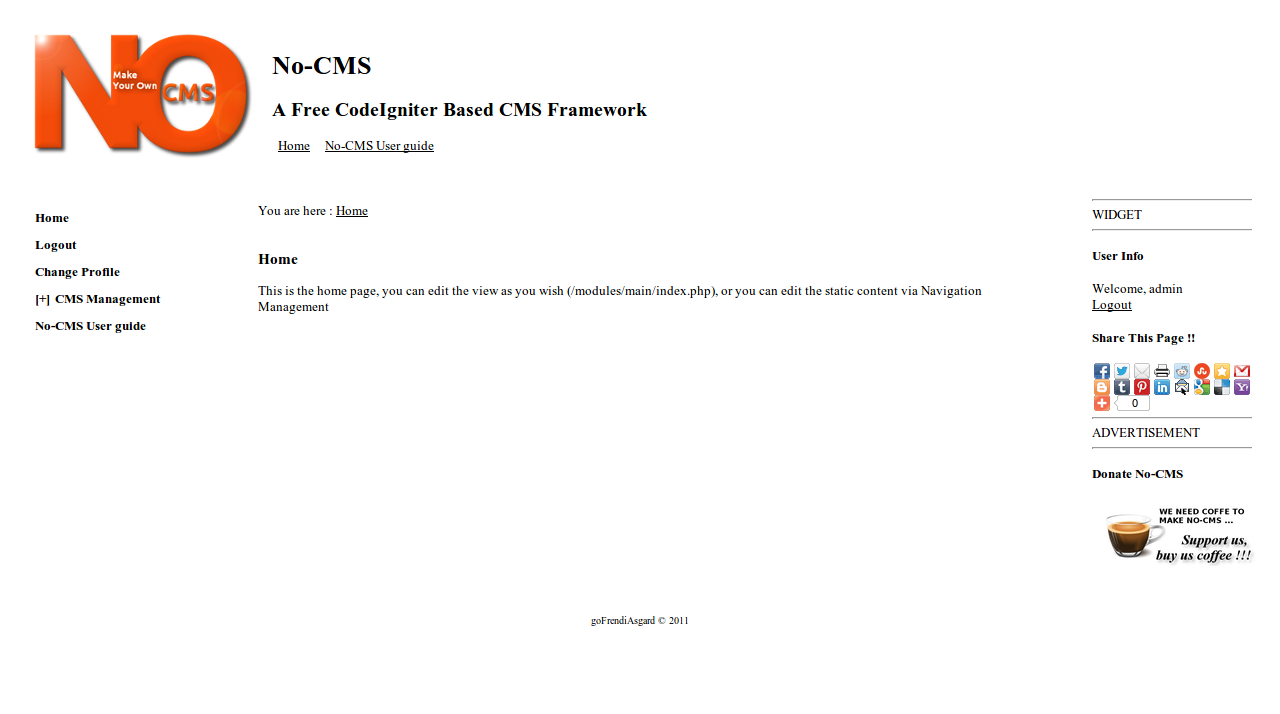 NO
Make
Your Own CMS
No-CMS
A Free CodeIgniter Based CMS Framework
Home No-CMS User guide
Home
Logout
Change Profile
[+] CMS Management
No-CMS User guide
You are here : Home
Home
This is the home page, you can edit the view as you wish (/modules/main/index.php), or you can edit the static content via Navigation
Management
WIDGET
User Info
Welcome, admin
Logout
Share This Page !!
0
ADVERTISEMENT
Donate No-CMS
WE NEED COFFE TO
MAKE NO-CMS ...
Support us,
buy us coffee !!!
goFrendiAsgard © 2011